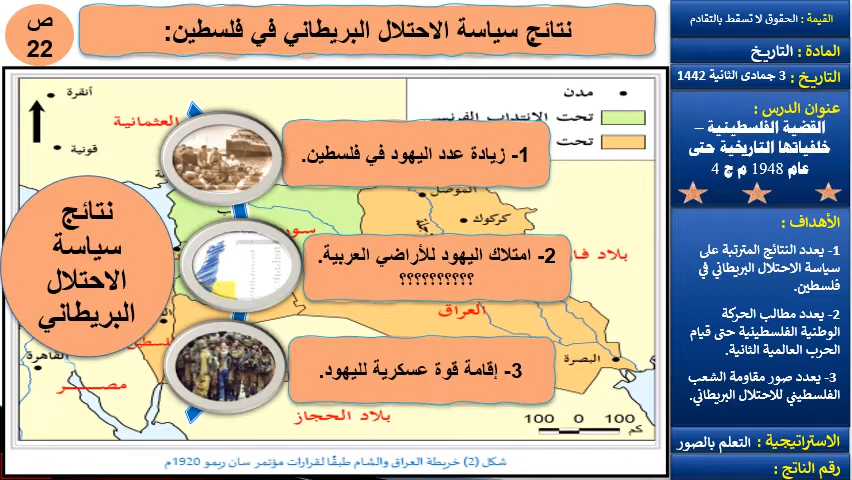 نتائج سياسة الاحتلال البريطاني في فلسطين:
ص
22
القيمة : الحقوق لا تسقط بالتقادم
المادة : التاريخ
التاريخ : 3 جمادى الثانية 1442
عنوان الدرس :
القضية الفلسطينية –
خلفياتها التاريخية حتى
عام 1948 م ج 4
الأهداف :
1- يعدد النتائج المترتبة على
سياسة الاحتلال البريطاني في
فلسطين.
2- يعدد مطالب الحركة
الوطنية الفلسطينية حتى قيام
الحرب العالمية الثانية.
3- يعدد صور مقاومة الشعب
الفلسطيني للاحتلال البريطاني.
الاستراتيجية : التعلم بالصور
رقم الناتج :
نتائج
سياسة
الاحتلال
البريطاني
1- زيادة عدد اليهود في فلسطين.
2- امتلاك اليهود للأراضي العربية.
؟؟؟؟؟؟؟؟؟؟
3- إقامة قوة عسكرية لليهود.
مدن
تحت الانتداب
تحت
أنقرة
العثمانية
قونية
الموصل
كركوك
بلاد
العراق
البصرة
القاهرة
مصر
بلاد الحجاز
100 0 100
كم
شكل (2) خريطة العراق والشام طبقًا لقرارات مؤتمر سان ريمو 1920م